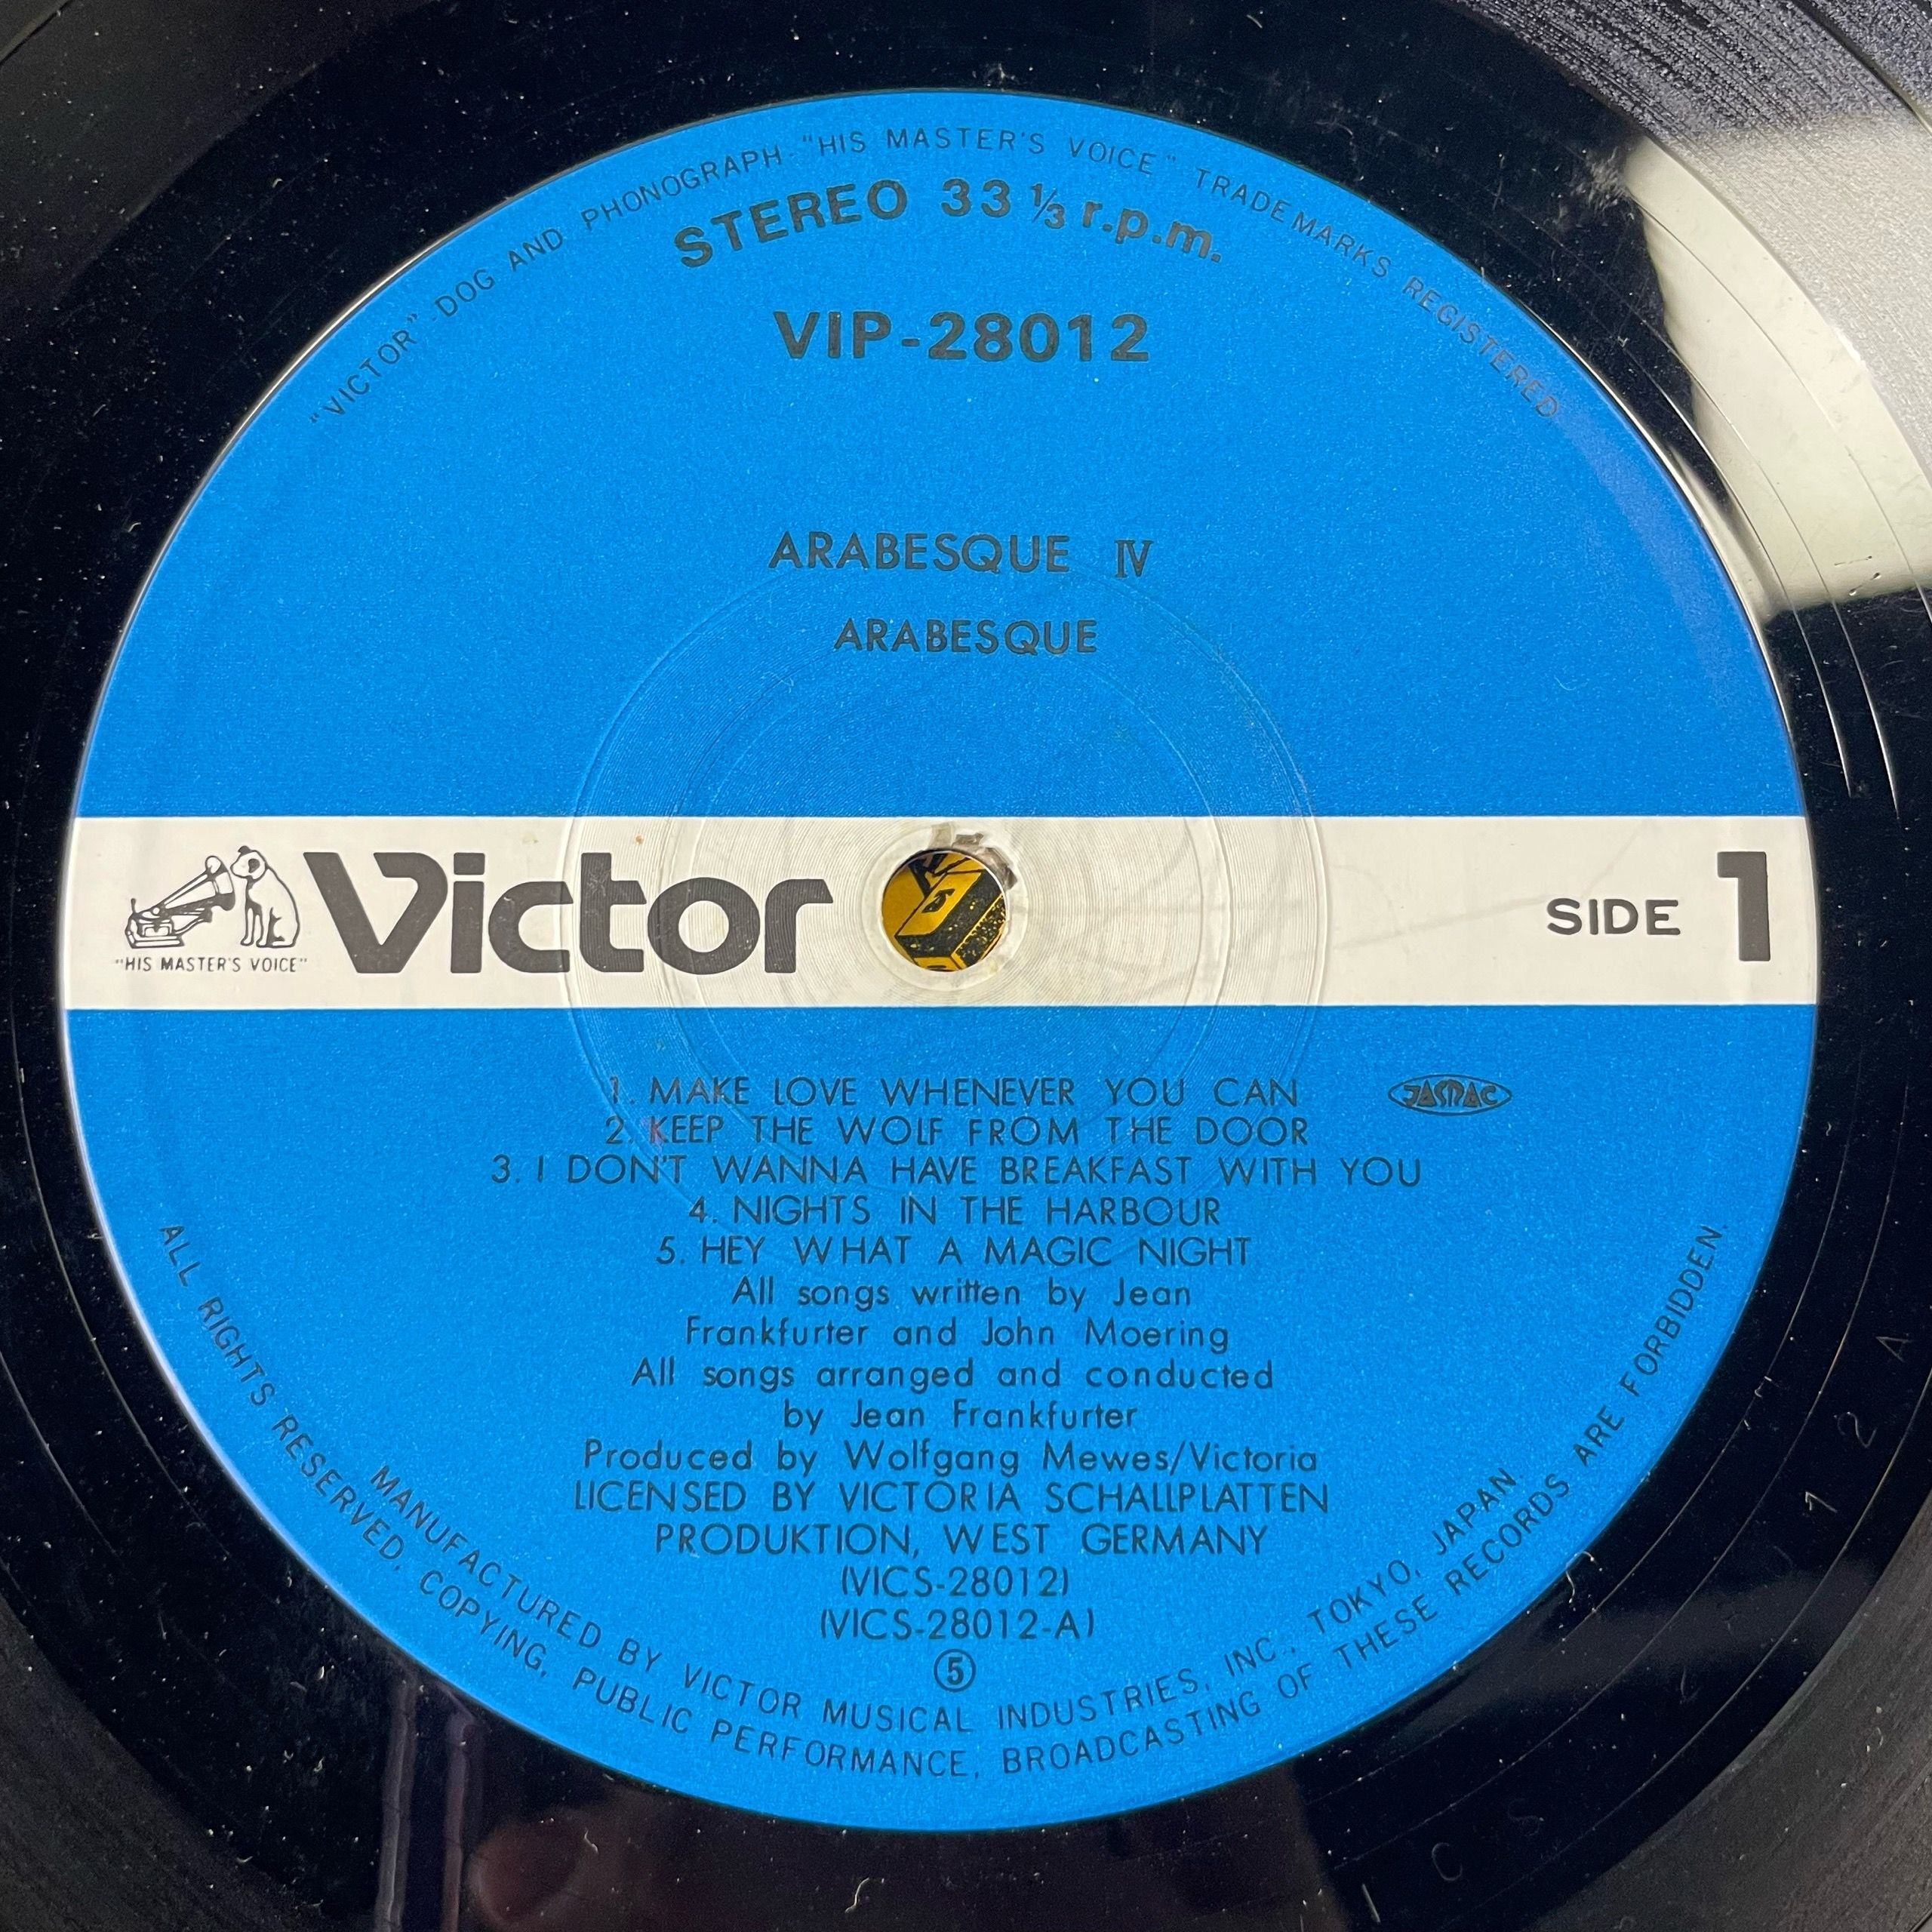 "VICTOR"-DOG AND PHONOGRAPH-"HIS MASTER'S VOICE" TRADE MARKS REGISTERED
STEREO 33 ⅓ r.p.m.
VIP-28012
ARABESQUE Ⅳ
ARABESQUE
Victor
"HIS MASTER'S VOICE"
SIDE 1
1. MAKE LOVE WHENEVER YOU CAN
JASRAC
2. KEEP THE WOLF FROM THE DOOR
3. I DON'T WANNA HAVE BREAKFAST WITH YOU
4. NIGHTS IN THE HARBOUR
5. HEY WHAT A MAGIC NIGHT
All songs written by Jean
Frankfurter and John Moering
All songs arranged and conducted
by Jean Frankfurter
Produced by Wolfgang Mewes/Victoria
LICENSED BY VICTORIA SCHALLPLATTEN
PRODUKTION, WEST GERMANY
(VICS-28012)
(VICS-28012-A)
⑤
MANUFACTURED BY VICTOR MUSICAL INDUSTRIES, INC., TOKYO, JAPAN
ALL RIGHTS RESERVED, COPYING, PUBLIC PERFORMANCE, BROADCASTING OF THESE RECORDS ARE FORBIDDEN.
I C S
1 2 A